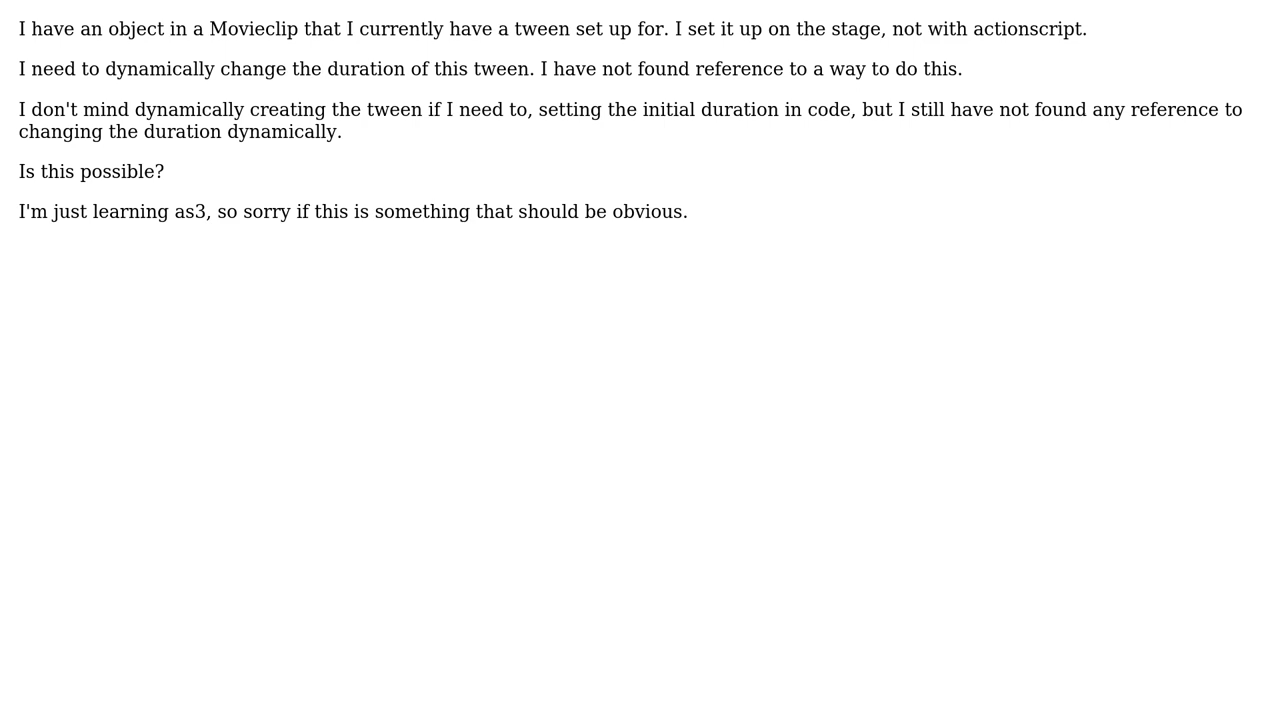 I have an object in a Movieclip that I currently have a tween set up for. I set it up on the stage, not with actionscript.
I need to dynamically change the duration of this tween. I have not found reference to a way to do this.
I don't mind dynamically creating the tween if I need to, setting the initial duration in code, but I still have not found any reference to
changing the duration dynamically.
Is this possible?
I'm just learning as3, so sorry if this is something that should be obvious.